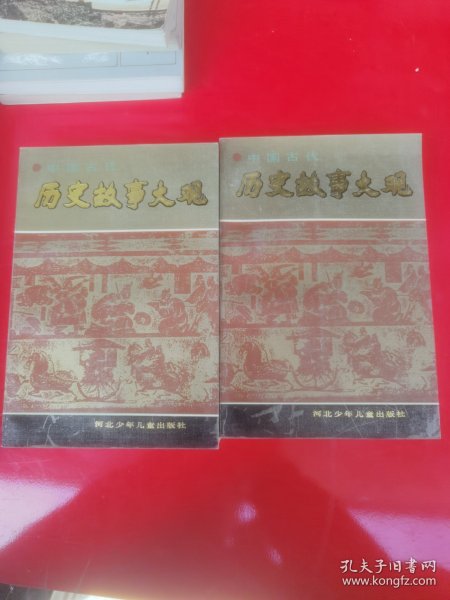 中国古代
历史故事大观
河北少年儿童出版社
中国古代
历史故事大观
河北少年儿童出版社
孔夫子旧书网
www.kongfz.com